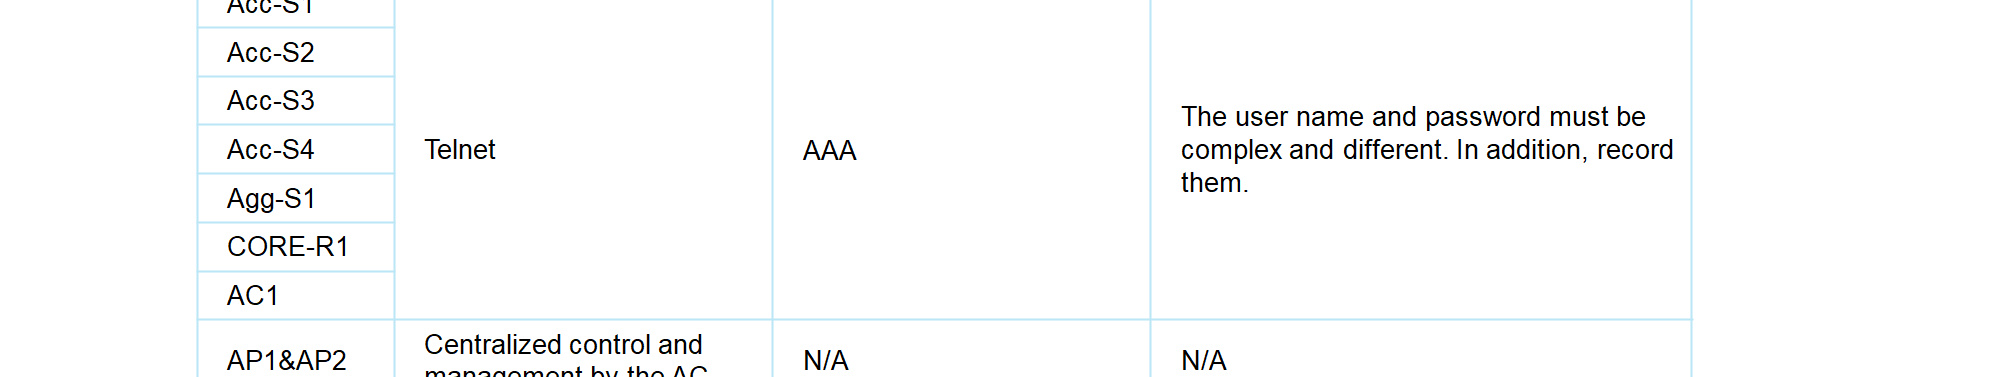 Acc-S1
Acc-S2
Acc-S3
Acc-S4
Agg-S1
CORE-R1
AC1
Telnet
AAA
The user name and password must be
complex and different. In addition, record
them.
AP1&AP2
Centralized control and
management by the AC
N/A
N/A